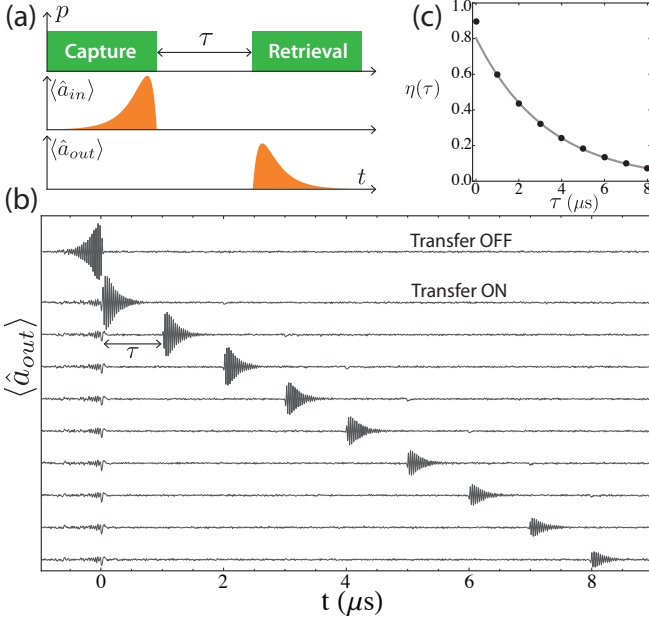 (a)
p
Capture
τ
Retrieval
⟨â_in⟩
⟨â_out⟩
t
(c)
1.0
0.8
0.6
η(τ)
0.4
0.2
0.0
0 2 4 6 8
τ (μs)
(b)
Transfer OFF
Transfer ON
τ
⟨â_out⟩
0 2 4 6 8
t (μs)